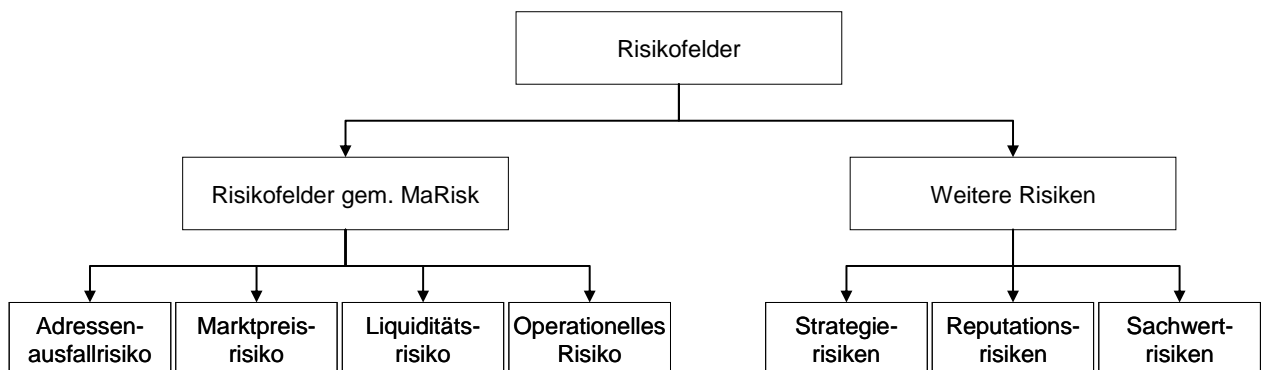 Risikofelder
Risikofelder gem. MaRisk
Weitere Risiken
Adressen-
ausfallrisiko
Marktpreis-
risiko
Liquiditäts-
risiko
Operationelles
Risiko
Strategie-
risiken
Reputations-
risiken
Sachwert-
risiken